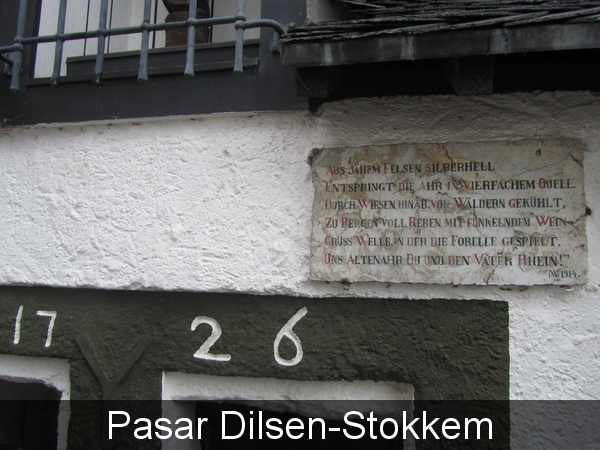 AUS JÄHEM FELSEN SILBERHELL
ENTSPRINGT DIE AHR IN VIERFACHEM QUELL.
DURCH WIESEN HINAB, VON WÄLDERN GEKÜHLT,
ZU BERGEN VOLL REBEN MIT FUNKELNDEM WEIN
GRÜSS WELLE, IN DER DIE FORELLE GESPIELT,
UNS ALTENAHR DU UND DEN VATER RHEIN!"
1914.
17 26
Pasar Dilsen-Stokkem